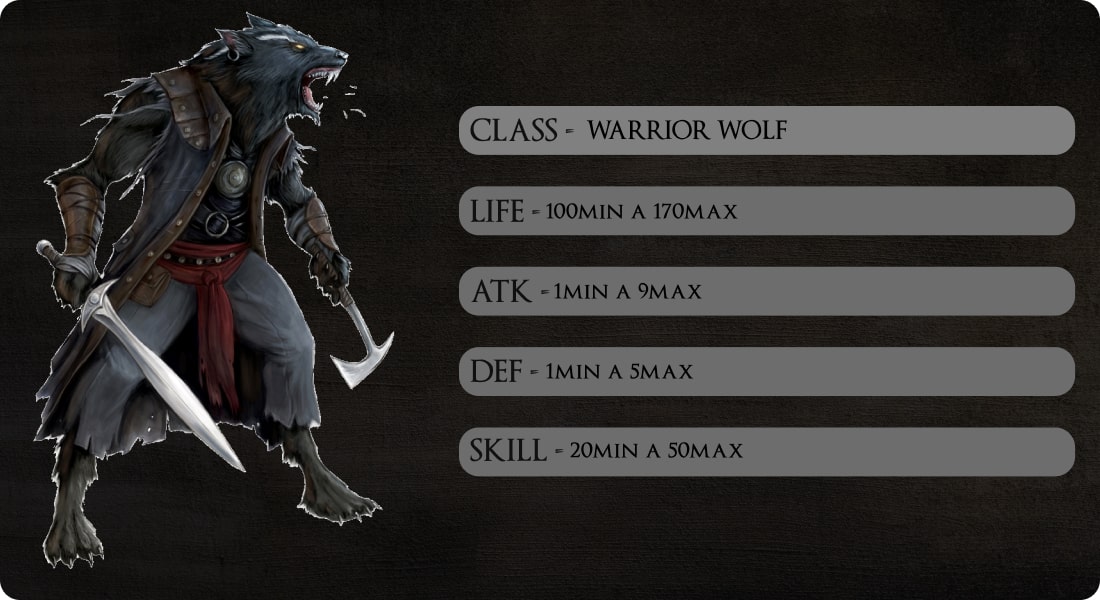 CLASS = WARRIOR WOLF
LIFE = 100MIN A 170MAX
ATK = 1MIN A 9MAX
DEF = 1MIN A 5MAX
SKILL = 20MIN A 50MAX